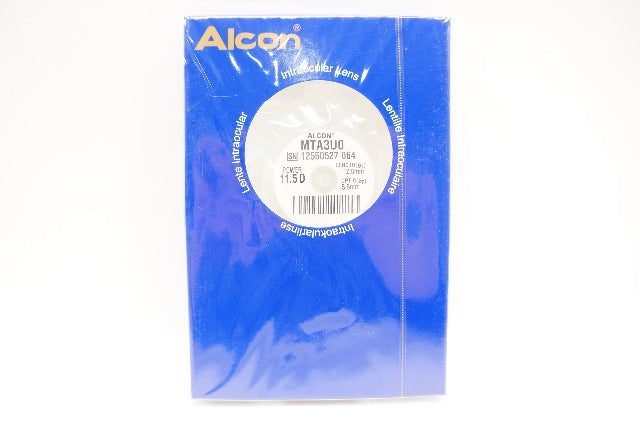 Alcon®
Intraocular Lens
Lente Intraocular
Lentille Intraoculaire
ALCON®
MTA3U0
SN 12550527 064
POWER
11.5 D
LENGTH
12.5mm
OPTIC
5.5mm
Intraokularlinse